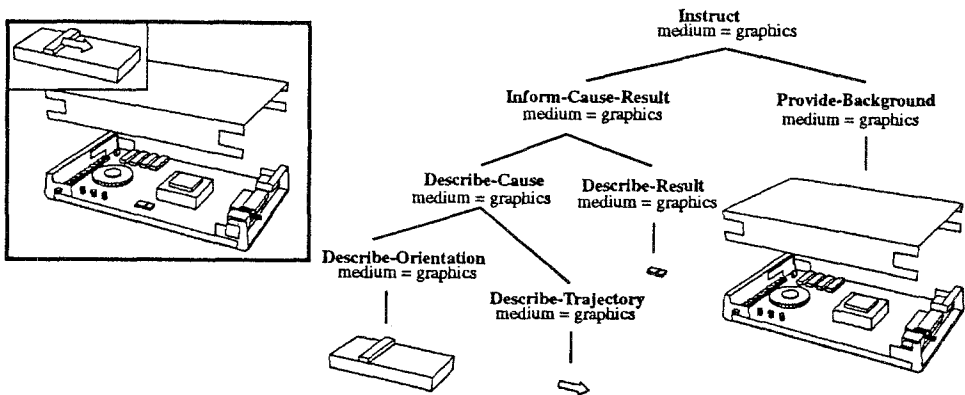 Instruct
medium = graphics
Inform-Cause-Result
medium = graphics
Provide-Background
medium = graphics
Describe-Cause
medium = graphics
Describe-Result
medium = graphics
Describe-Orientation
medium = graphics
Describe-Trajectory
medium = graphics